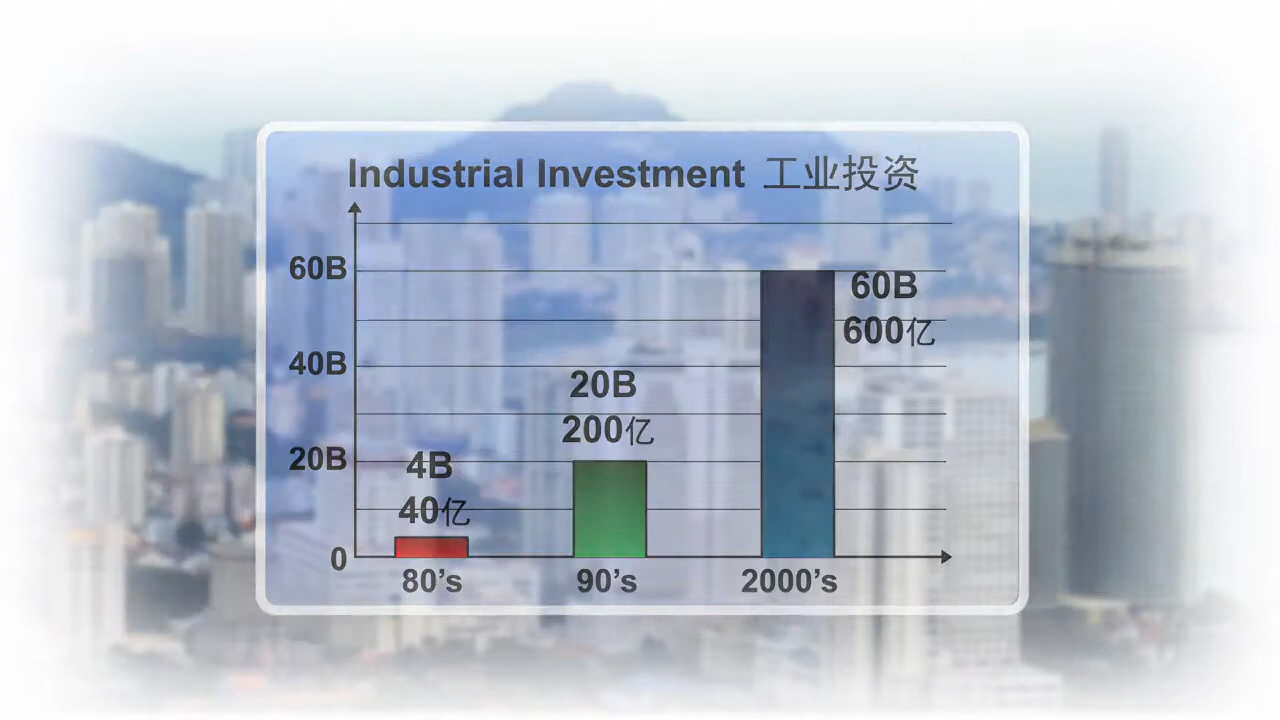 Industrial Investment 工业投资
60B
40B
20B
0
4B
40亿
20B
200亿
60B
600亿
80's
90's
2000's